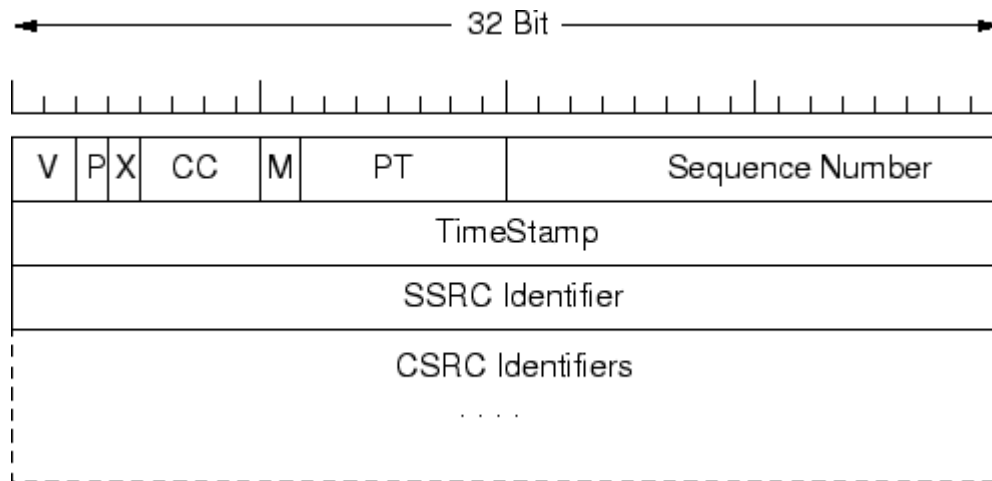 32 Bit
V P X CC M PT Sequence Number
TimeStamp
SSRC Identifier
CSRC Identifiers
. . . .